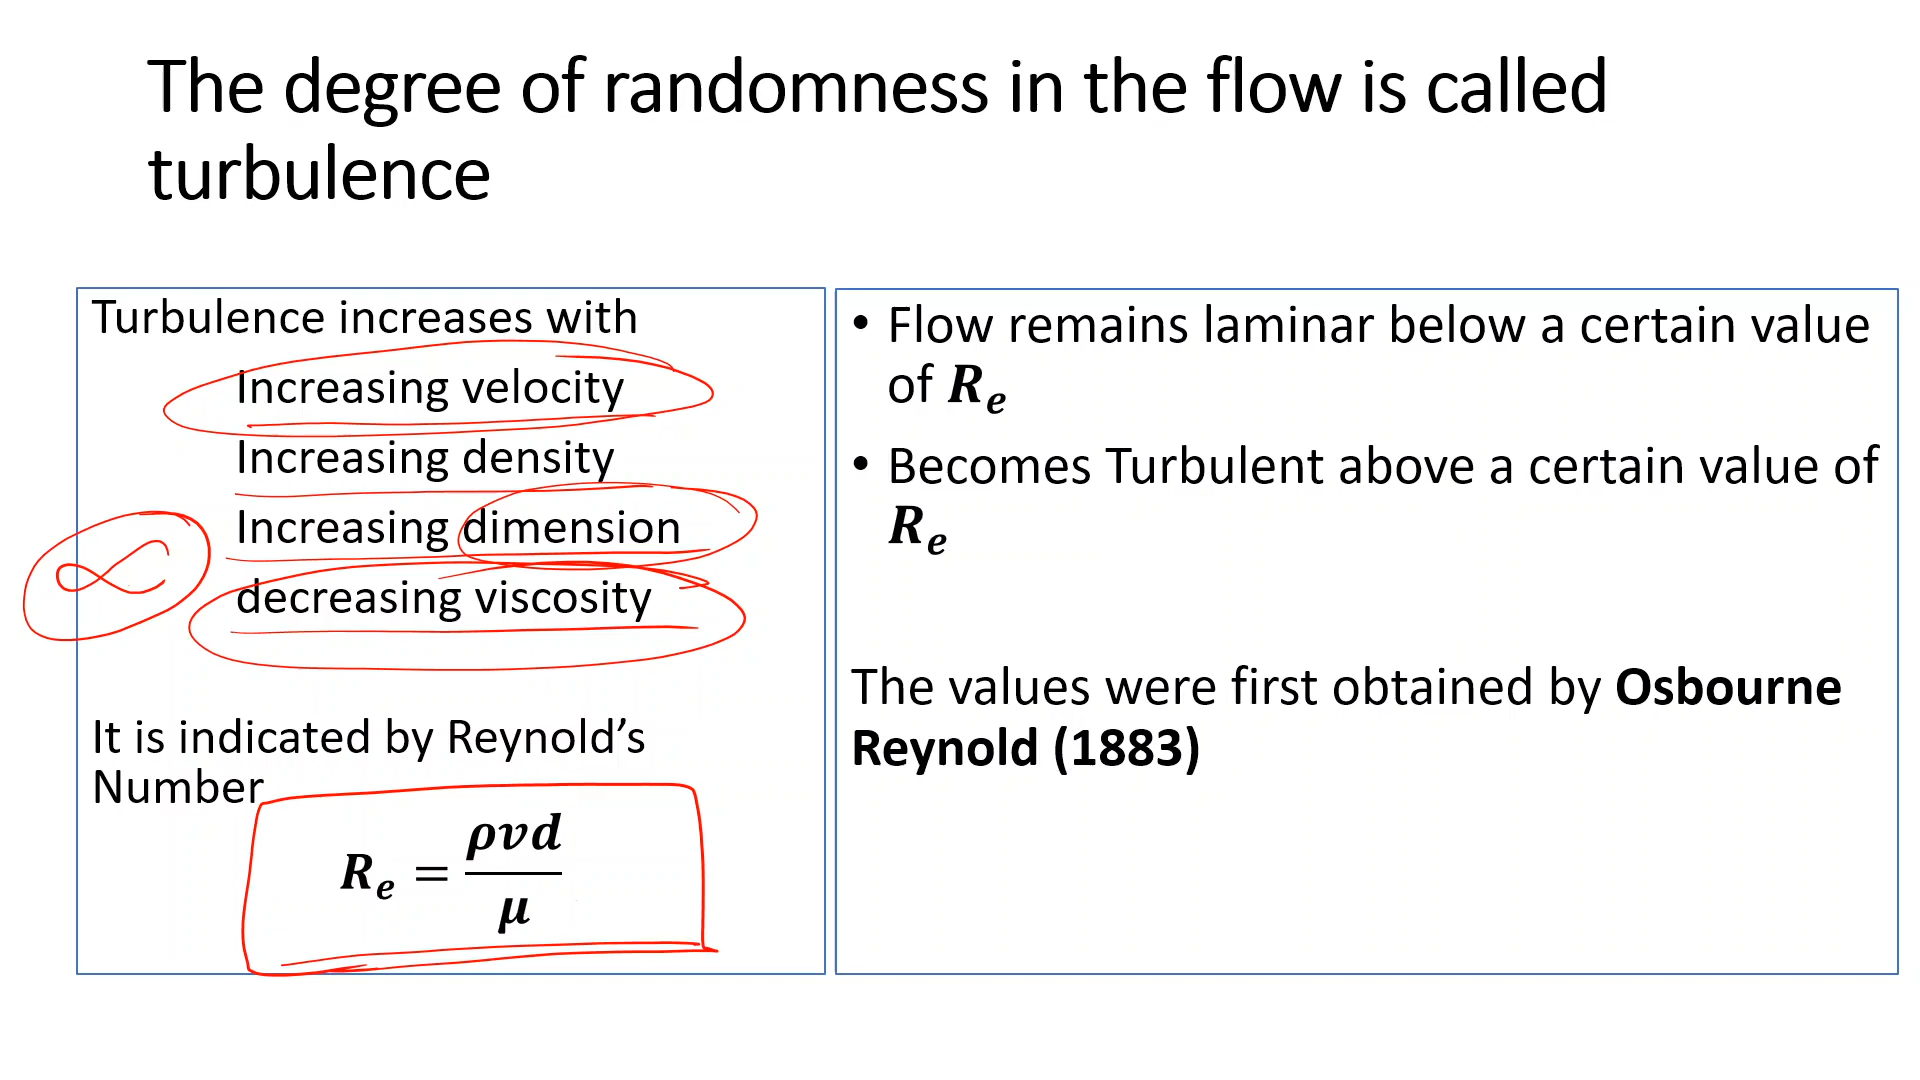 The degree of randomness in the flow is called
turbulence
Turbulence increases with
Increasing velocity
Increasing density
Increasing dimension
decreasing viscosity
∝
It is indicated by Reynold’s
Number
R_e = ρvd/μ
• Flow remains laminar below a certain value
of R_e
• Becomes Turbulent above a certain value of
R_e
The values were first obtained by Osbourne
Reynold (1883)